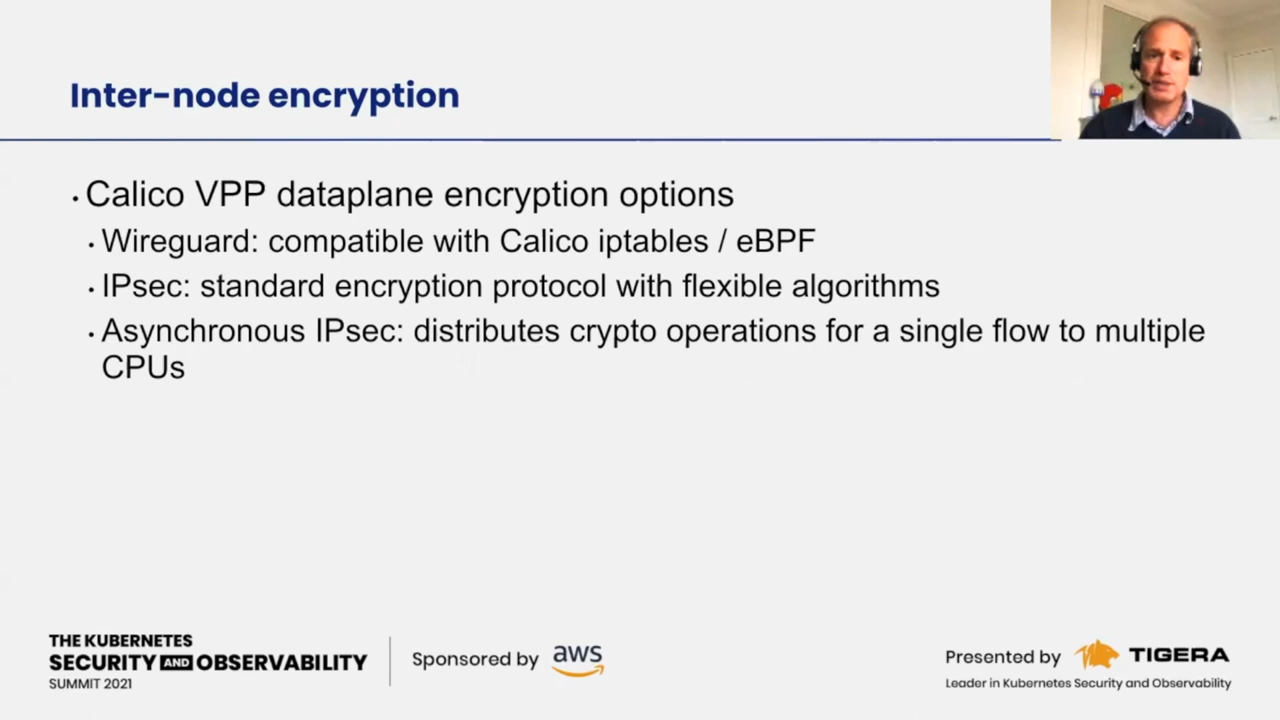 Inter-node encryption
• Calico VPP dataplane encryption options
• Wireguard: compatible with Calico iptables / eBPF
• IPsec: standard encryption protocol with flexible algorithms
• Asynchronous IPsec: distributes crypto operations for a single flow to multiple
CPUs
THE KUBERNETES
SECURITY AND OBSERVABILITY
SUMMIT 2021
Sponsored by aws
Presented by TIGERA
Leader in Kubernetes Security and Observability